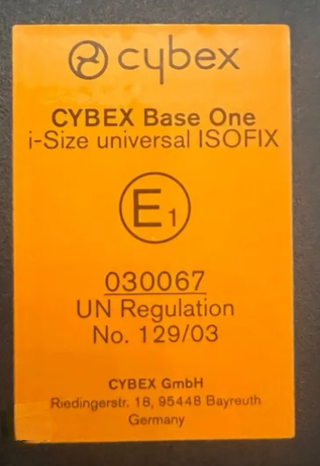 cybex
CYBEX Base One
i-Size universal ISOFIX
E1
030067
UN Regulation
No. 129/03
CYBEX GmbH
Riedingerstr. 18, 95448 Bayreuth
Germany